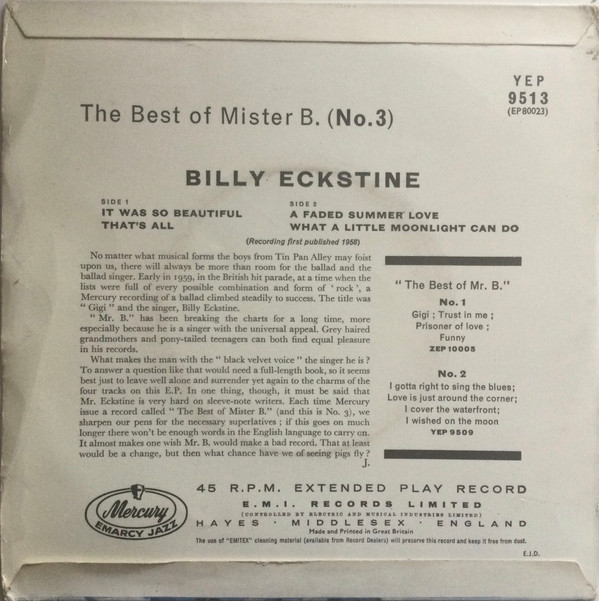 YEP
9513
(EP80023)
The Best of Mister B. (No.3)
BILLY ECKSTINE
SIDE 1
IT WAS SO BEAUTIFUL
THAT'S ALL
SIDE 2
A FADED SUMMER LOVE
WHAT A LITTLE MOONLIGHT CAN DO
(Recording first published 1958)
No matter what musical forms the boys from Tin Pan Alley may foist
upon us, there will always be more than room for the ballad and the
ballad singer. Early in 1959, in the British hit parade, at a time when the
lists were full of every possible combination and form of ' rock ', a
Mercury recording of a ballad climbed steadily to success. The title was
" Gigi " and the singer, Billy Eckstine.
" Mr. B." has been breaking the charts for a long time, more
especially because he is a singer with the universal appeal. Grey haired
grandmothers and pony-tailed teenagers can both find equal pleasure
in his records.
What makes the man with the " black velvet voice " the singer he is ?
To answer a question like that would need a full-length book, so it seems
best just to leave well alone and surrender yet again to the charms of the
four tracks on this E.P. In one thing, though, it must be said that
Mr. Eckstine is very hard on sleeve-note writers. Each time Mercury
issue a record called " The Best of Mister B." (and this is No. 3), we
sharpen our pens for the necessary superlatives ; if this goes on much
longer there won't be enough words in the English language to carry on.
It almost makes one wish Mr. B. would make a bad record. That at least
would be a change, but then what chance have we of seeing pigs fly ?
J.
" The Best of Mr. B."
No. 1
Gigi ; Trust in me ;
Prisoner of love ;
Funny
ZEP 10005
No. 2
I gotta right to sing the blues;
Love is just around the corner;
I cover the waterfront;
I wished on the moon
YEP 9509
Mercury
EMARCY JAZZ
45 R.P.M. EXTENDED PLAY RECORD
E.M.I. RECORDS LIMITED
(CONTROLLED BY ELECTRIC AND MUSICAL INDUSTRIES LIMITED)
HAYES · MIDDLESEX · ENGLAND
Made and Printed in Great Britain
The use of "EMITEX" cleaning material (available from Record Dealers) will preserve this record and keep it free from dust.
E.J.D.